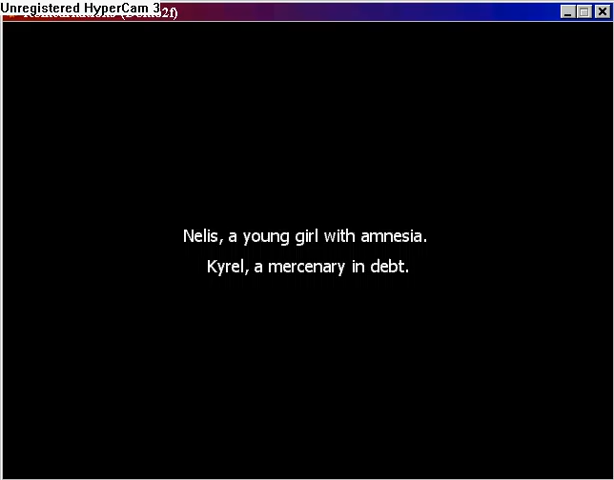 Unregistered HyperCam 3
Nelis, a young girl with amnesia.
Kyrel, a mercenary in debt.